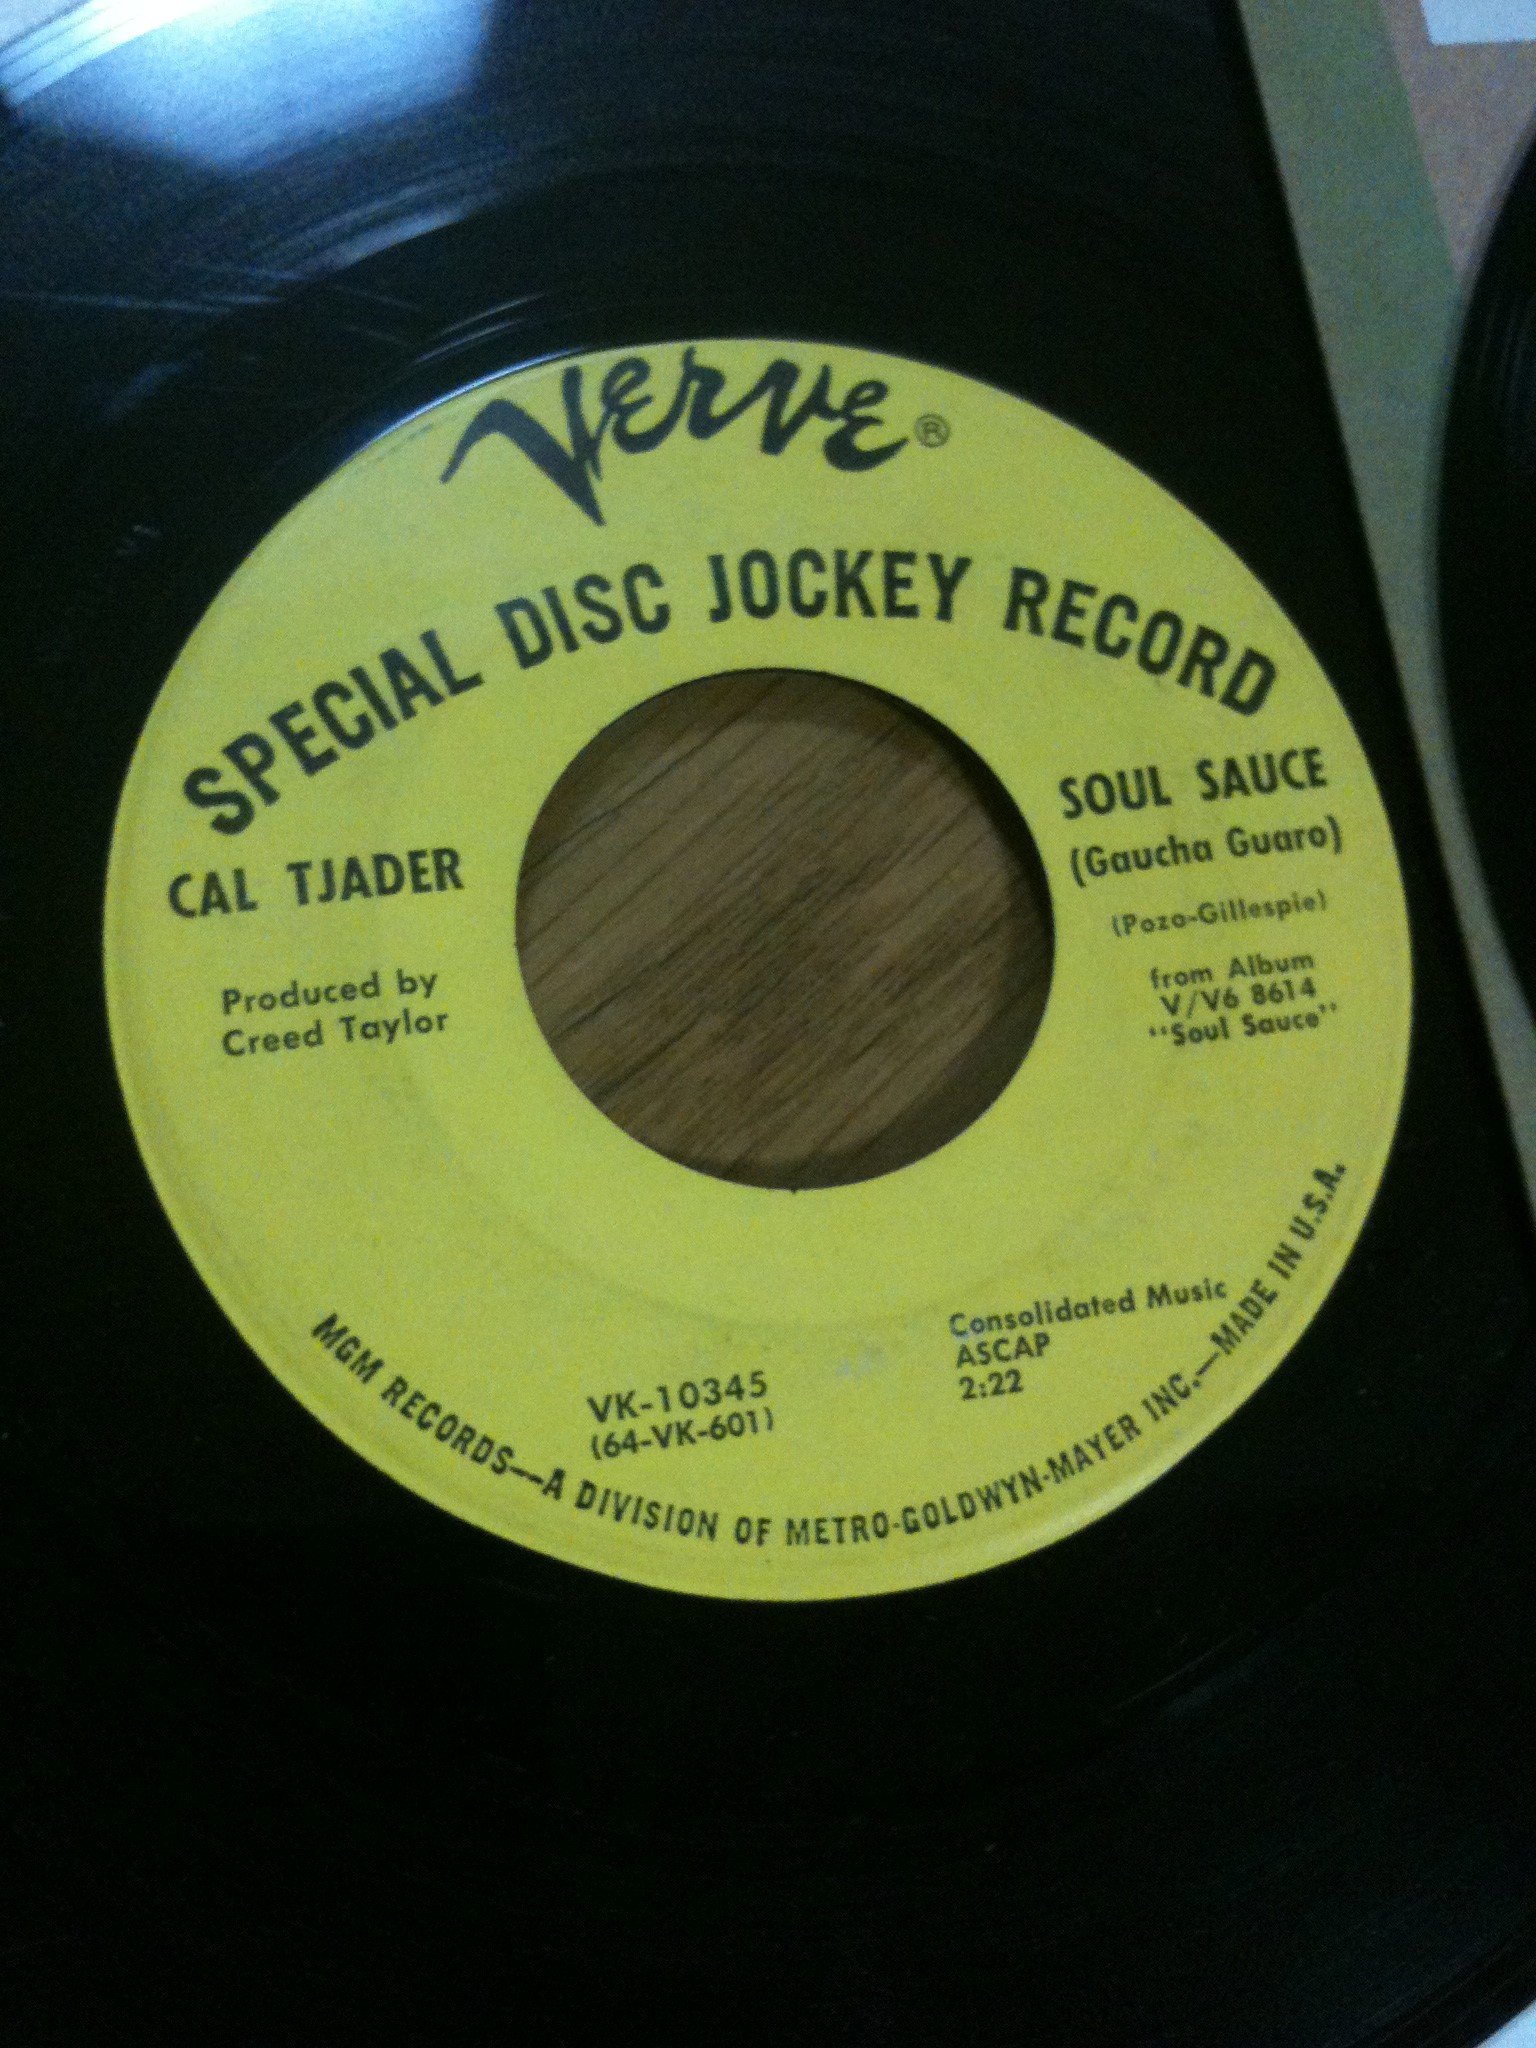 Verve®
SPECIAL DISC JOCKEY RECORD
CAL TJADER
Produced by
Creed Taylor
SOUL SAUCE
(Gaucha Guaro)
(Pozo-Gillespie)
from Album
V/V6 8614
"Soul Sauce"
Consolidated Music
ASCAP
2:22
VK-10345
(64-VK-601)
MGM RECORDS—A DIVISION OF METRO-GOLDWYN-MAYER INC.—MADE IN U.S.A.